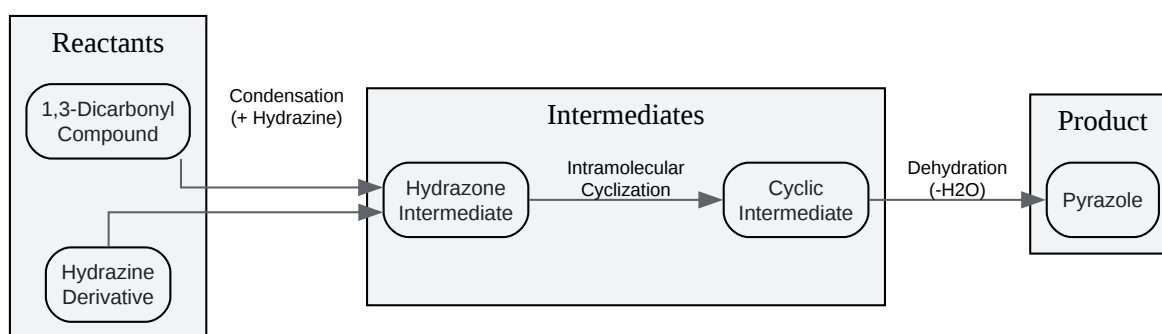 Reactants
1,3-Dicarbonyl
Compound
Hydrazine
Derivative
Condensation
(+ Hydrazine)
Intermediates
Hydrazone
Intermediate
Intramolecular
Cyclization
Cyclic
Intermediate
Dehydration
(-H2O)
Product
Pyrazole